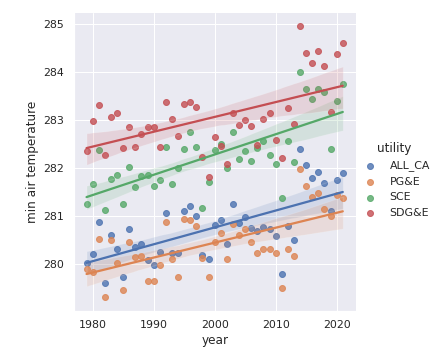 285
284
283
282
281
280
min air temperature
1980
1990
2000
2010
2020
year
utility
ALL_CA
PG&E
SCE
SDG&E